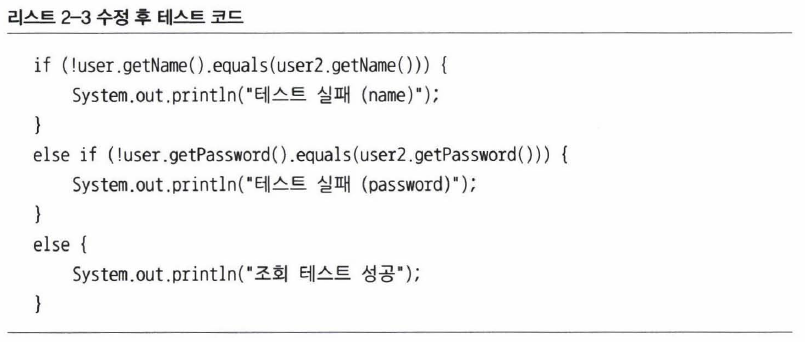 리스트 2-3 수정 후 테스트 코드
if (!user.getName().equals(user2.getName())) {
    System.out.println("테스트 실패 (name)");
}
else if (!user.getPassword().equals(user2.getPassword())) {
    System.out.println("테스트 실패 (password)");
}
else {
    System.out.println("조회 테스트 성공");
}